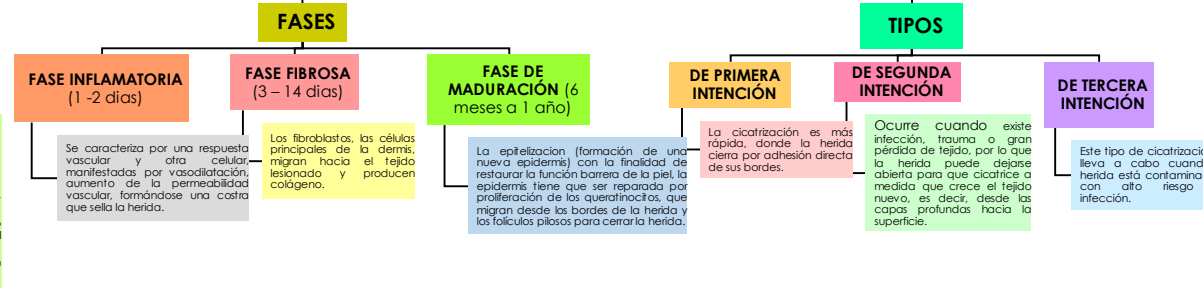 FASES
FASE INFLAMATORIA
(1 -2 dias)
FASE FIBROSA
(3 – 14 dias)
FASE DE
MADURACIÓN (6
meses a 1 año)
Se caracteriza por una respuesta
vascular y otra celular,
manifestadas por vasodilatación,
aumento de la permeabilidad
vascular, formándose una costra
que sella la herida.
Los fibroblastos, las células
principales de la dermis,
migran hacia el tejido
lesionado y producen
colágeno.
La epitelizacion (formación de una
nueva epidermis) con la finalidad de
restaurar la función barrera de la piel, la
epidermis tiene que ser reparada por
proliferación de los queratinocitos, que
migran desde los bordes de la herida y
los folículos pilosos para cerrar la herida.
TIPOS
DE PRIMERA
INTENCIÓN
DE SEGUNDA
INTENCIÓN
DE TERCERA
INTENCIÓN
La cicatrización es más
rápida, donde la herida
cierra por adhesión directa
de sus bordes.
Ocurre cuando existe
infección, trauma o gran
pérdida de tejido, por lo que
la herida puede dejarse
abierta para que cicatrice a
medida que crece el tejido
nuevo, es decir, desde las
capas profundas hacia la
superficie.
Este tipo de cicatrizació
lleva a cabo cuand
herida está contamina
con alto riesgo
infección.